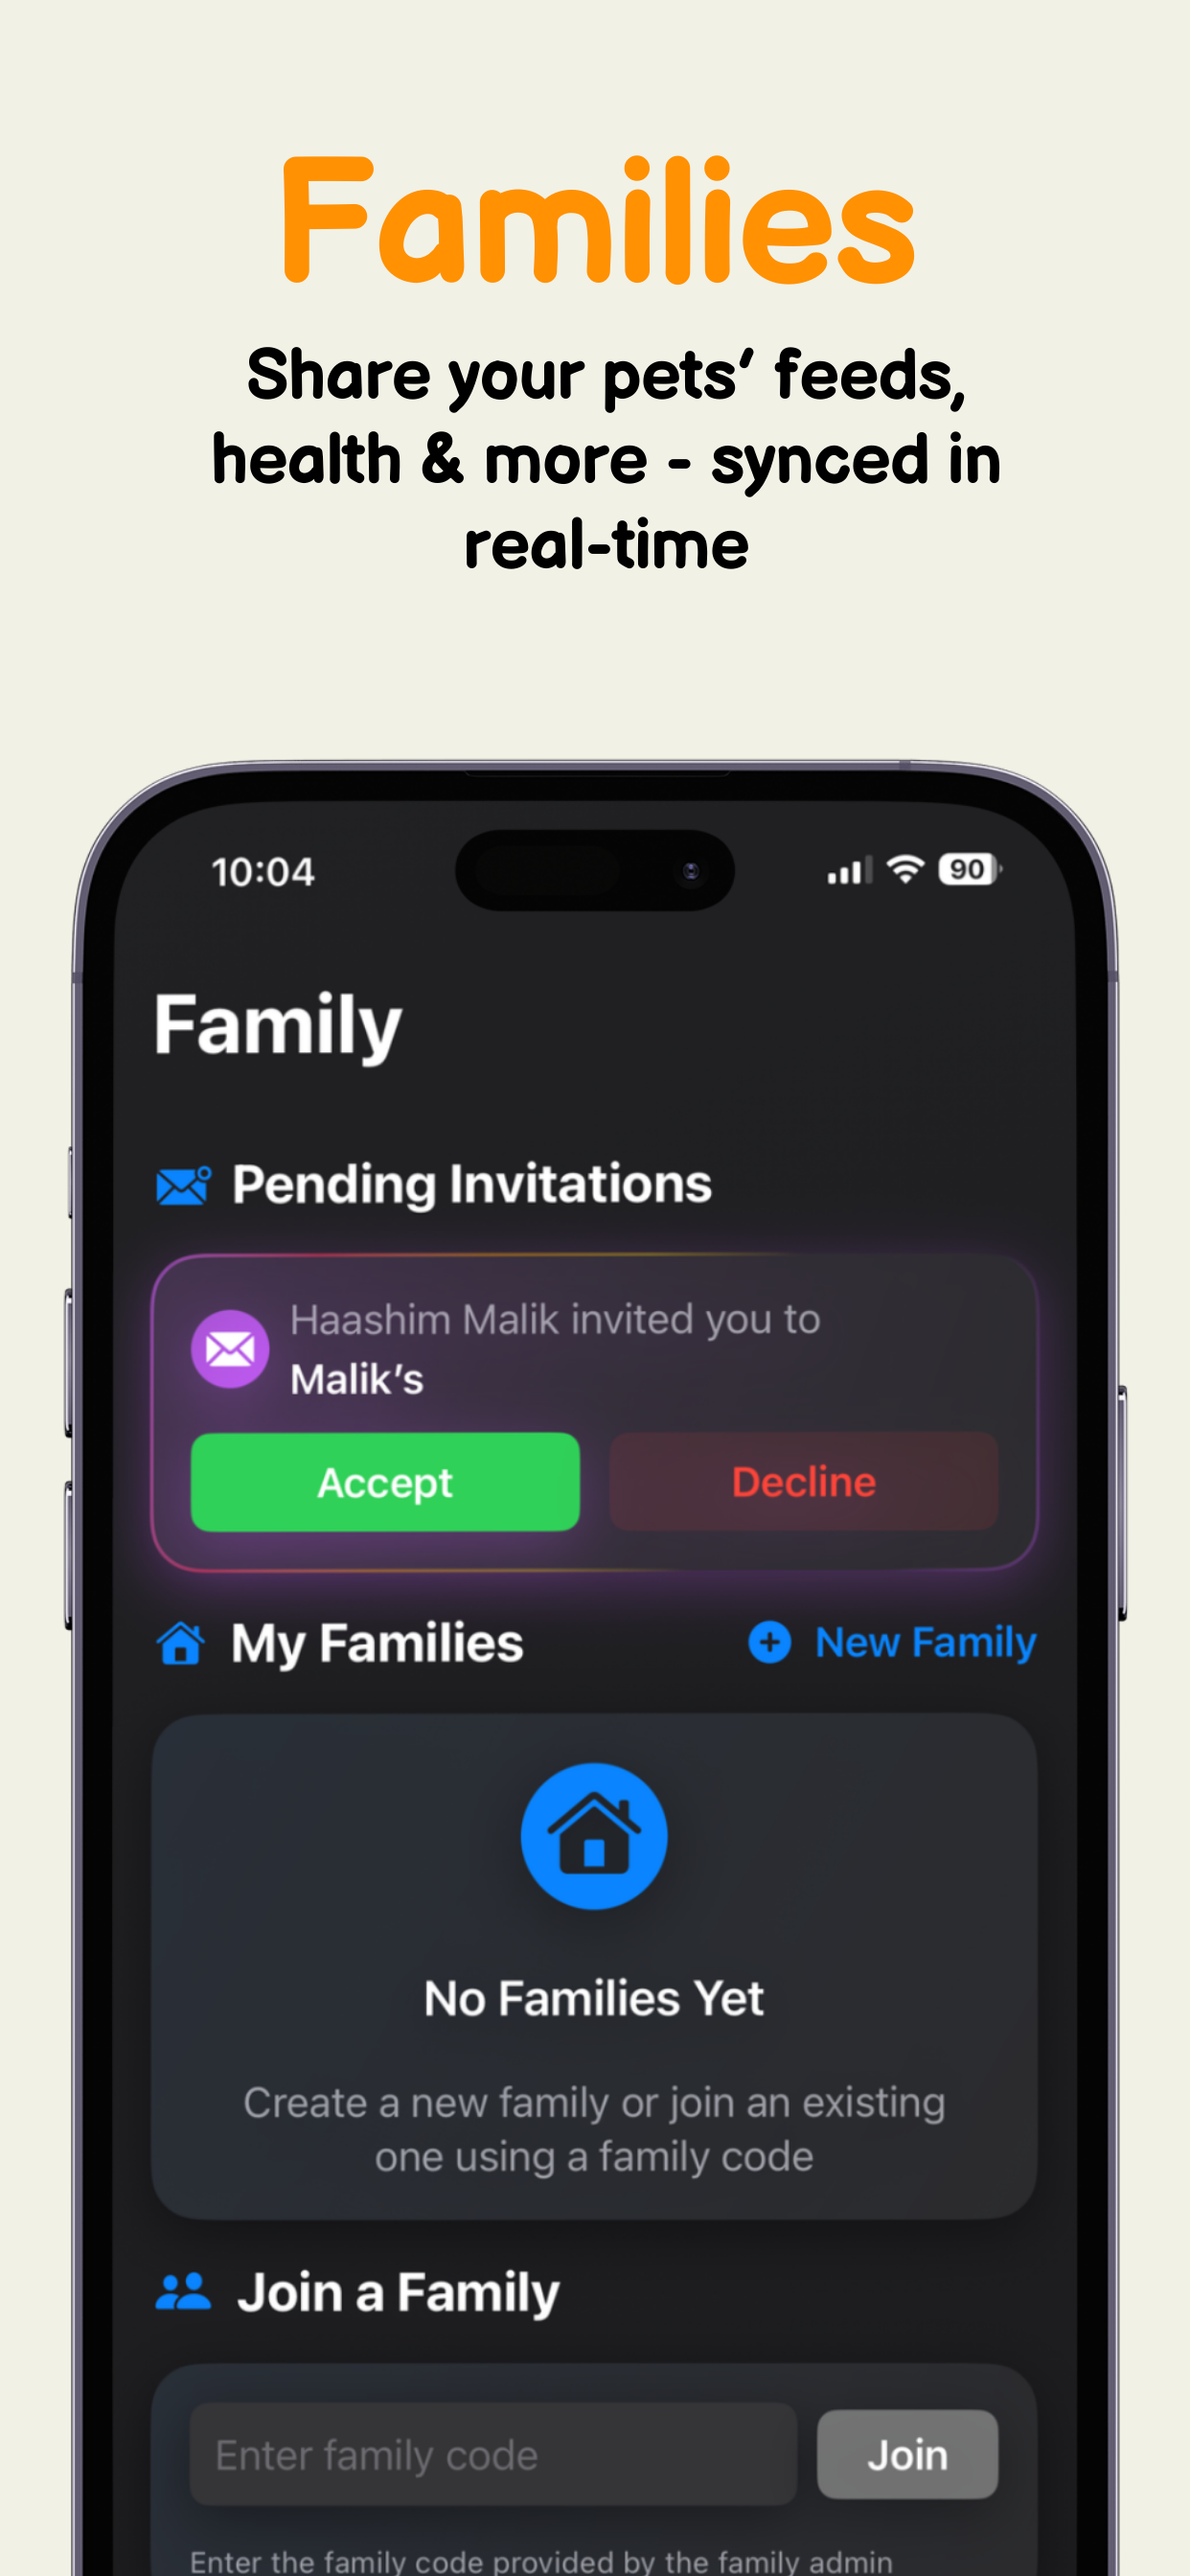 Families
Share your pets’ feeds,
health & more - synced in
real-time
10:04
90
Family
Pending Invitations
Haashim Malik invited you to
Malik’s
Accept
Decline
My Families
New Family
No Families Yet
Create a new family or join an existing
one using a family code
Join a Family
Enter family code
Join
Enter the family code provided by the family admin